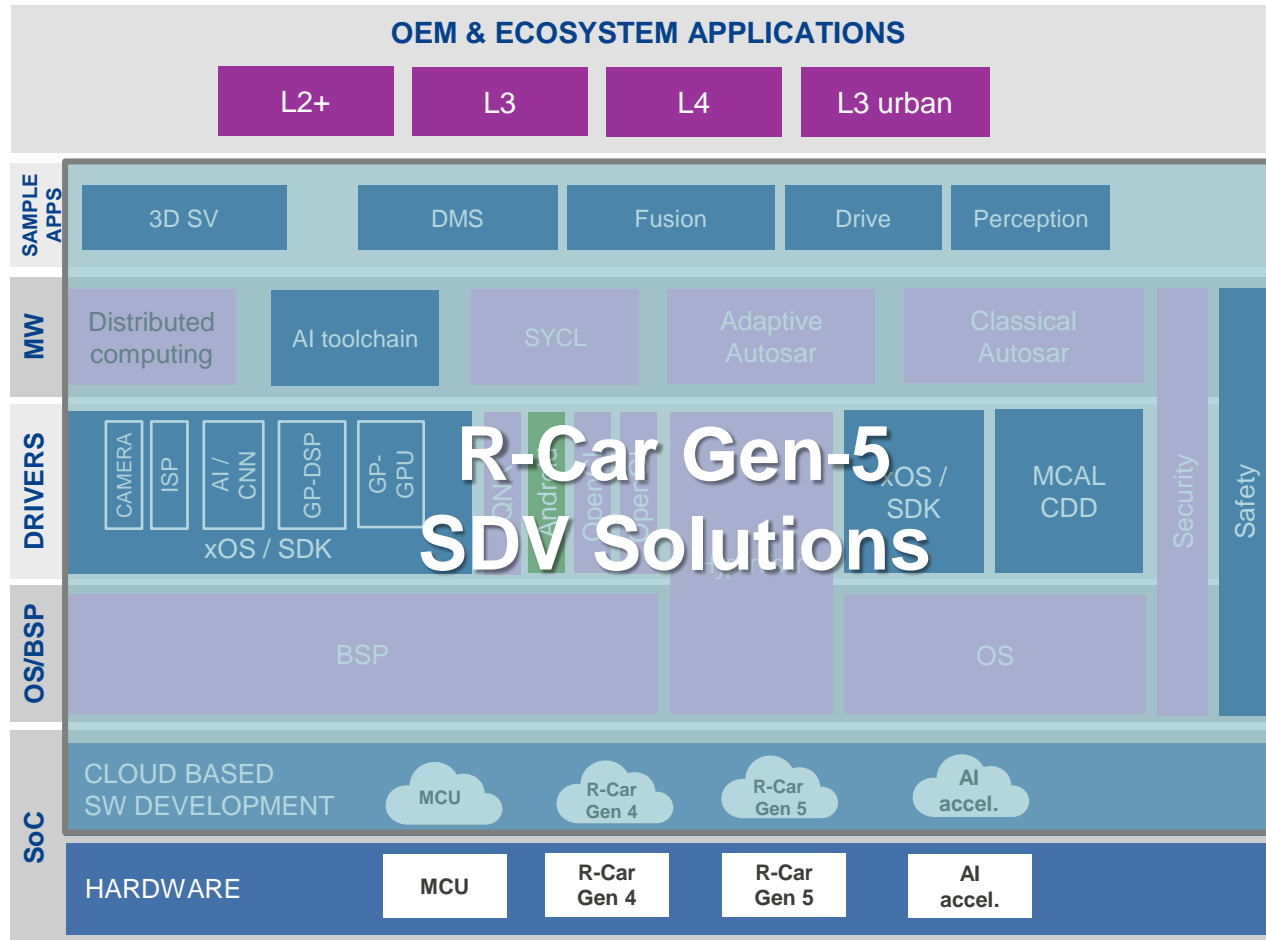 OEM & ECOSYSTEM APPLICATIONS
L2+
L3
L4
L3 urban
SAMPLE
APPS
3D SV
DMS
Fusion
Drive
Perception
MW
Distributed
computing
AI toolchain
SYCL
Adaptive
Autosar
Classical
Autosar
Security
Safety
DRIVERS
CAMERA
ISP
AI /
CNN
GP-DSP
GP-
GPU
xOS / SDK
QNX
Android
R-Car Gen-5
SDV Solutions
xOS /
SDK
MCAL
CDD
OS/BSP
BSP
OS
SoC
CLOUD BASED
SW DEVELOPMENT
MCU
R-Car
Gen 4
R-Car
Gen 5
AI
accel.
HARDWARE
MCU
R-Car
Gen 4
R-Car
Gen 5
AI
accel.